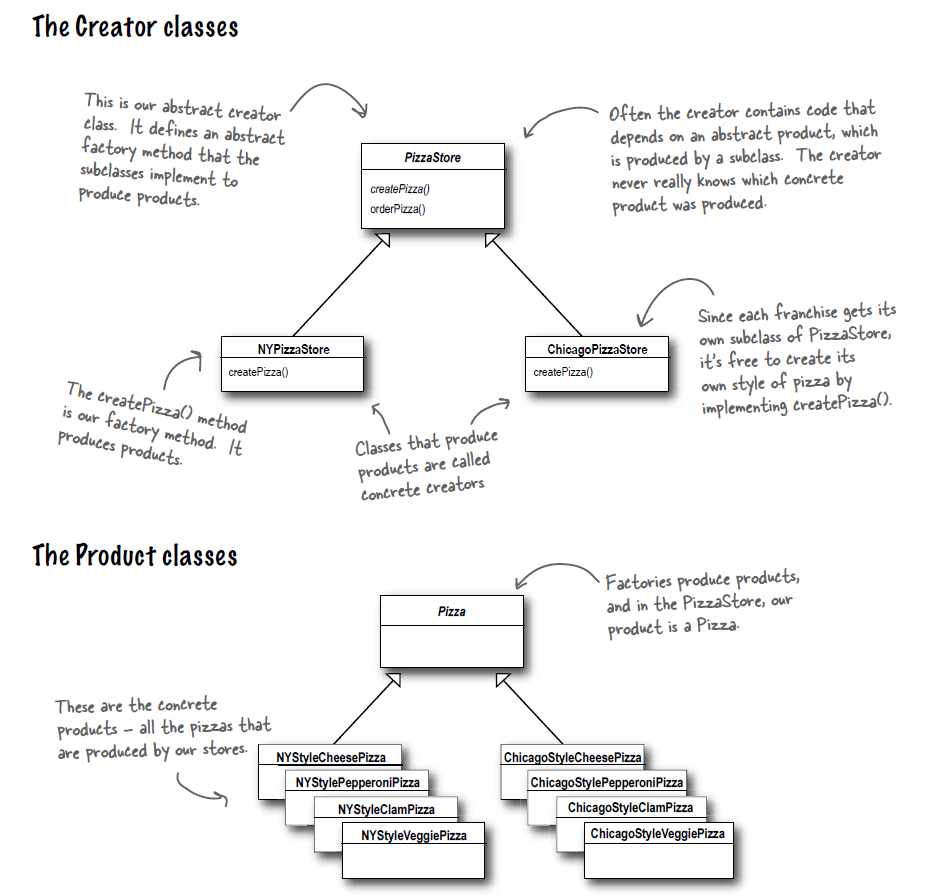 The Creator classes
This is our abstract creator
class. It defines an abstract
factory method that the
subclasses implement to
produce products.
Often the creator contains code that
depends on an abstract product, which
is produced by a subclass. The creator
never really knows which concrete
product was produced.
PizzaStore
createPizza()
orderPizza()
NYPizzaStore
createPizza()
ChicagoPizzaStore
createPizza()
Since each franchise gets its
own subclass of PizzaStore,
it's free to create its
own style of pizza by
implementing createPizza().
The createPizza() method
is our factory method. It
produces products.
Classes that produce
products are called
concrete creators
The Product classes
Pizza
Factories produce products,
and in the PizzaStore, our
product is a Pizza.
These are the concrete
products – all the pizzas that
are produced by our stores.
NYStyleCheesePizza
NYStylePepperoniPizza
NYStyleClamPizza
NYStyleVeggiePizza
ChicagoStyleCheesePizza
ChicagoStylePepperoniPizza
ChicagoStyleClamPizza
ChicagoStyleVeggiePizza